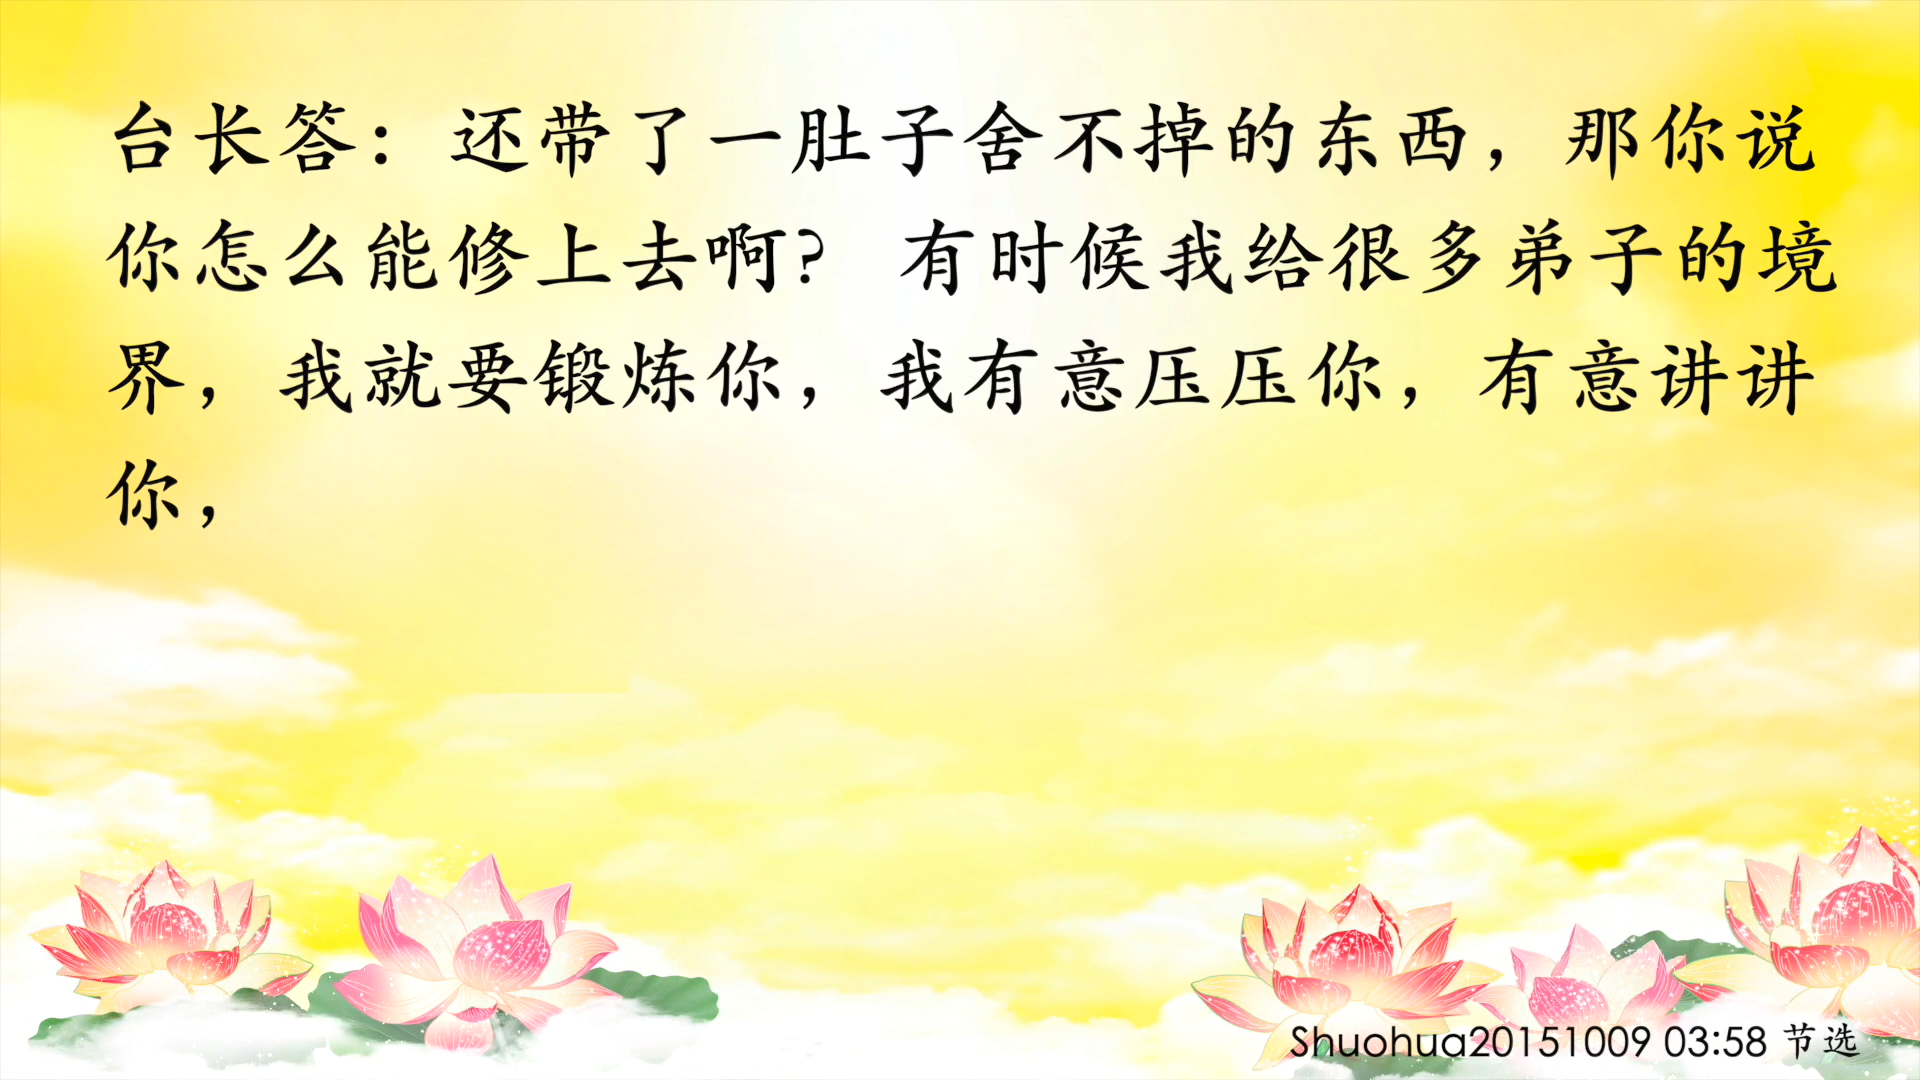 台长答：还带了一肚子舍不掉的东西，那你说
你怎么能修上去啊？ 有时候我给很多弟子的境
界，我就要锻炼你，我有意压压你，有意讲讲
你，
Shuohua20151009 03:58 节选